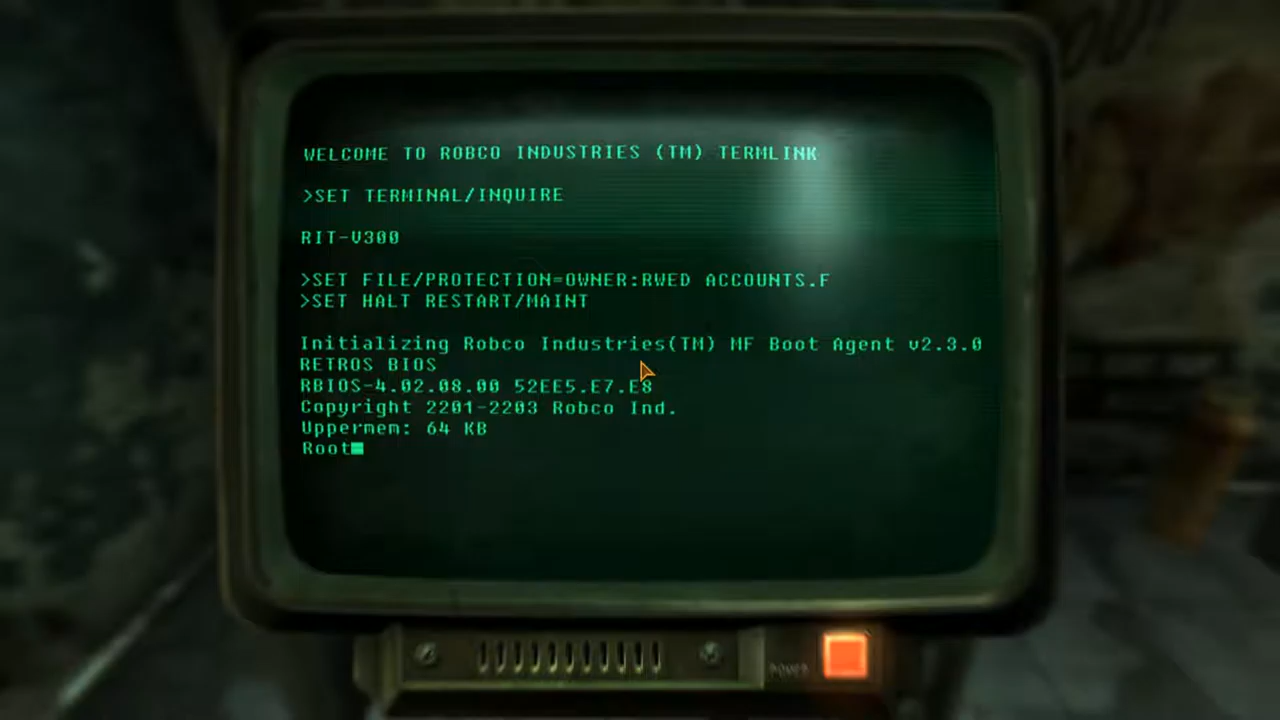 WELCOME TO ROBCO INDUSTRIES (TM) TERMLINK
>SET TERMINAL/INQUIRE
RIT-V300
>SET FILE/PROTECTION=OWNER:RWED ACCOUNTS.F
>SET HALT RESTART/MAINT
Initializing Robco Industries(TM) MF Boot Agent v2.3.0
RETROS BIOS
RBIOS-4.02.08.00 52EE5.E7.E8
Copyright 2201-2203 Robco Ind.
Uppermem: 64 KB
Root
POWER